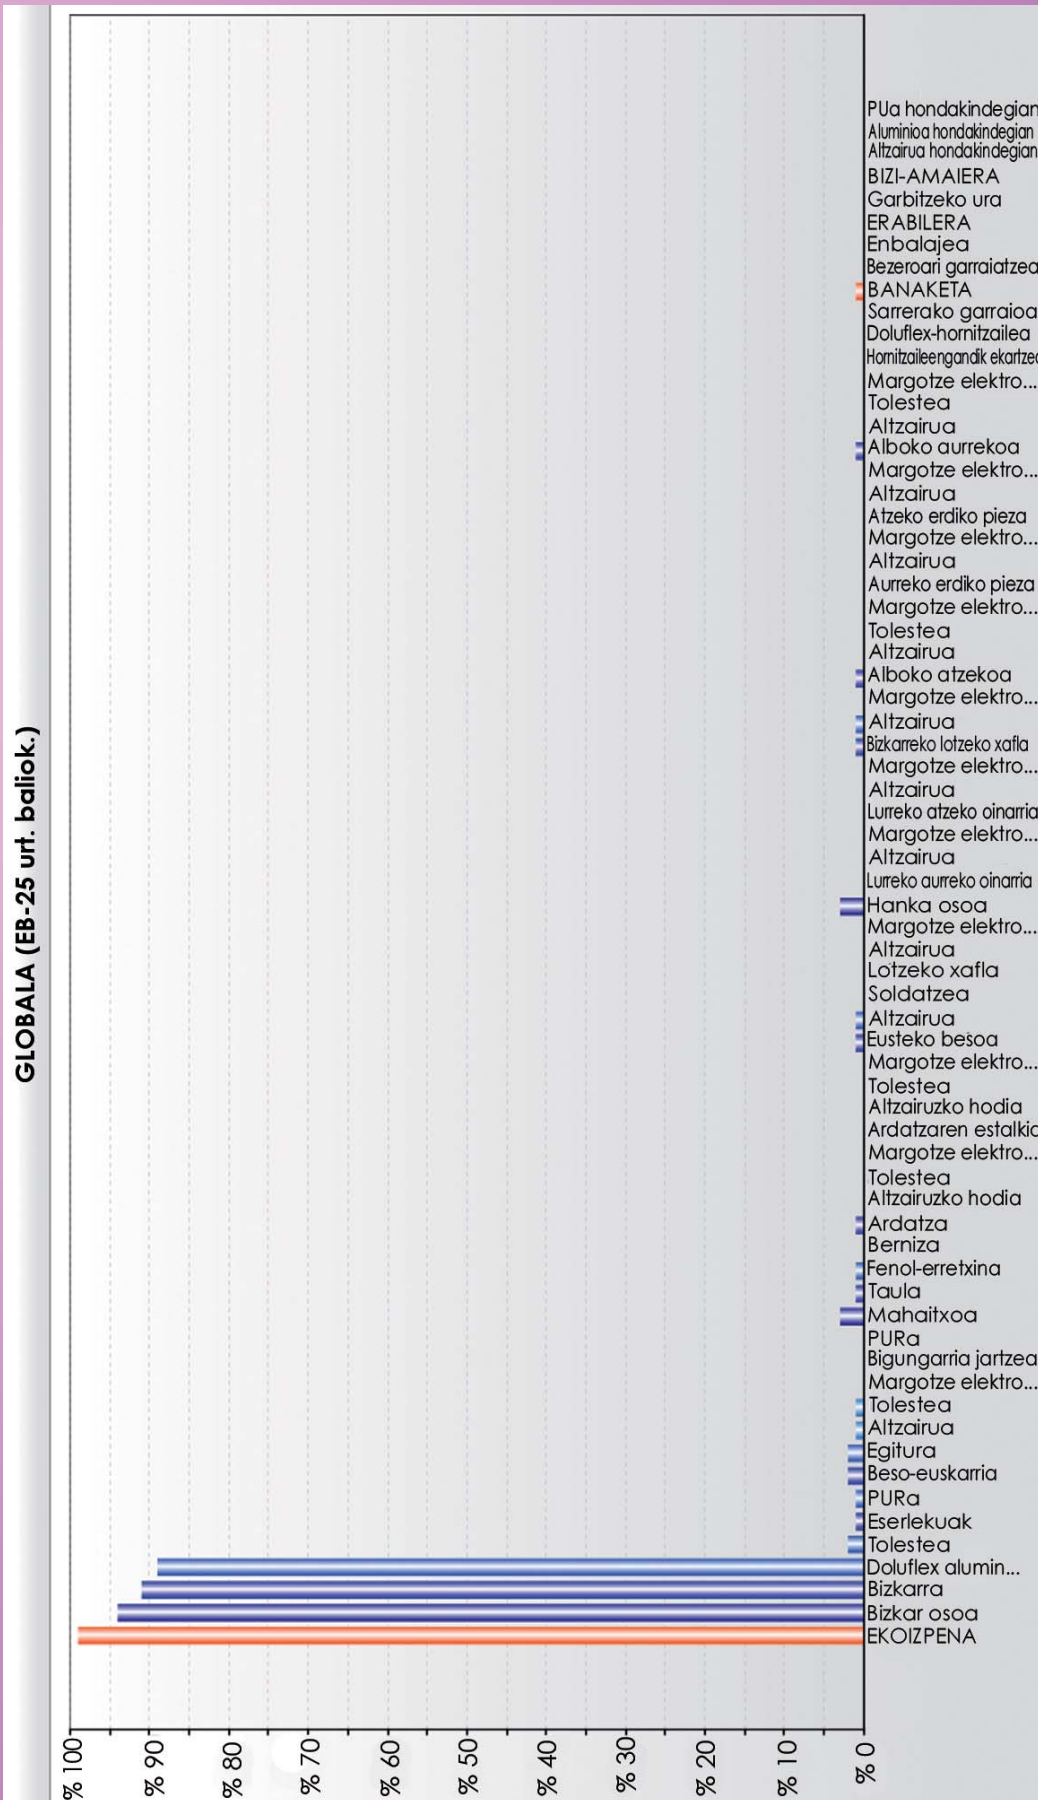 GLOBALA (EB-25 urt. baliok.)
PUa hondakindegian
Aluminioa hondakindegian
Altzairua hondakindegian
BIZI-AMAIERA
Garbitzeko ura
ERABILERA
Enbalajea
Bezeroari garraiatzea
BANAKETA
Sarrerako garraioa
Doluflex-hornitzailea
Hornitzaileengandik ekartzea
Margotze elektro...
Tolestea
Altzairua
Alboko aurrekoa
Margotze elektro...
Altzairua
Atzeko erdiko pieza
Margotze elektro...
Altzairua
Aurreko erdiko pieza
Margotze elektro...
Tolestea
Altzairua
Alboko atzekoa
Margotze elektro...
Altzairua
Bizkarreko lotzeko xafla
Margotze elektro...
Altzairua
Lurreko atzeko oinarria
Margotze elektro...
Altzairua
Lurreko aurreko oinarria
Hanka osoa
Margotze elektro...
Altzairua
Lotzeko xafla
Soldatzea
Altzairua
Eusteko besoa
Margotze elektro...
Tolestea
Altzairuzko hodia
Ardatzaren estalkia
Margotze elektro...
Tolestea
Altzairuzko hodia
Ardatza
Berniza
Fenol-erretxina
Taula
Mahaitxoa
PURa
Bigungarria jartzea
Margotze elektro...
Tolestea
Altzairua
Egitura
Beso-euskarria
PURa
Eserlekuak
Tolestea
Doluflex alumin...
Bizkarra
Bizkar osoa
EKOIZPENA
% 100
% 90
% 80
% 70
% 60
% 50
% 40
% 30
% 20
% 10
% 0